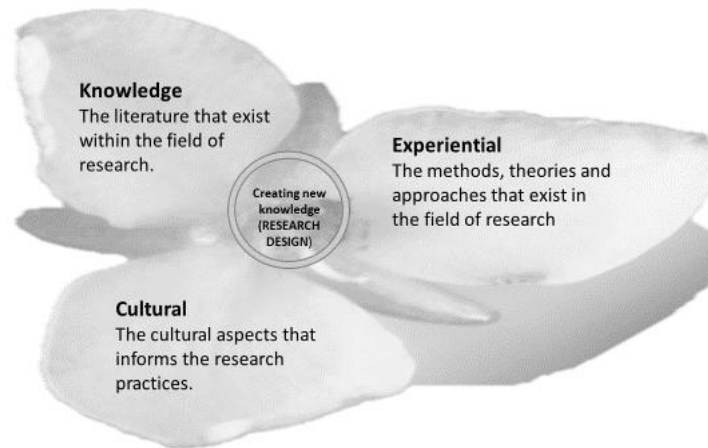 Knowledge
The literature that exist
within the field of
research.
Experiential
The methods, theories and
approaches that exist in
the field of research
Creating new
knowledge
(RESEARCH
DESIGN)
Cultural
The cultural aspects that
informs the research
practices.